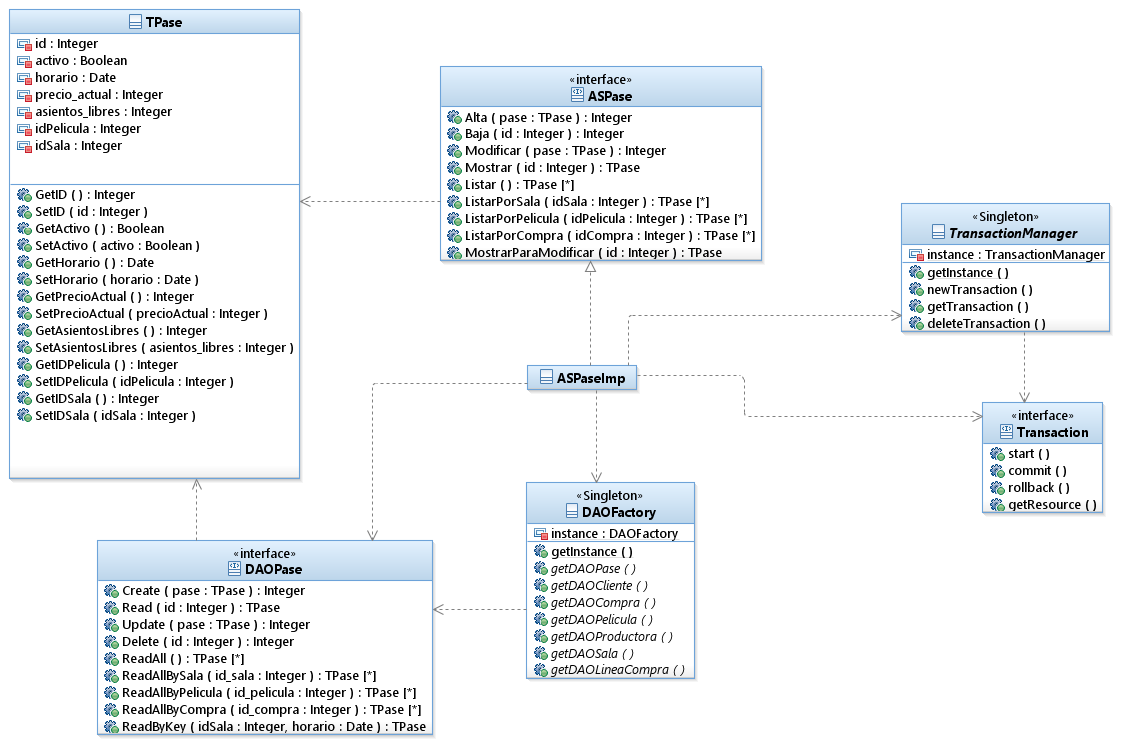 TPase
id : Integer
activo : Boolean
horario : Date
precio_actual : Integer
asientos_libres : Integer
idPelicula : Integer
idSala : Integer
GetID ( ) : Integer
SetID ( id : Integer )
GetActivo ( ) : Boolean
SetActivo ( activo : Boolean )
GetHorario ( ) : Date
SetHorario ( horario : Date )
GetPrecioActual ( ) : Integer
SetPrecioActual ( precioActual : Integer )
GetAsientosLibres ( ) : Integer
SetAsientosLibres ( asientos_libres : Integer )
GetIDPelicula ( ) : Integer
SetIDPelicula ( idPelicula : Integer )
GetIDSala ( ) : Integer
SetIDSala ( idSala : Integer )
«interface»
ASPase
Alta ( pase : TPase ) : Integer
Baja ( id : Integer ) : Integer
Modificar ( pase : TPase ) : Integer
Mostrar ( id : Integer ) : TPase
Listar ( ) : TPase [*]
ListarPorSala ( idSala : Integer ) : TPase [*]
ListarPorPelicula ( idPelicula : Integer ) : TPase [*]
ListarPorCompra ( idCompra : Integer ) : TPase [*]
MostrarParaModificar ( id : Integer ) : TPase
«Singleton»
TransactionManager
instance : TransactionManager
getInstance ( )
newTransaction ( )
getTransaction ( )
deleteTransaction ( )
ASPaseImp
«interface»
Transaction
start ( )
commit ( )
rollback ( )
getResource ( )
«Singleton»
DAOFactory
instance : DAOFactory
getInstance ( )
getDAOPase ( )
getDAOCliente ( )
getDAOCompra ( )
getDAOPelicula ( )
getDAOProductora ( )
getDAOSala ( )
getDAOLineaCompra ( )
«interface»
DAOPase
Create ( pase : TPase ) : Integer
Read ( id : Integer ) : TPase
Update ( pase : TPase ) : Integer
Delete ( id : Integer ) : Integer
ReadAll ( ) : TPase [*]
ReadAllBySala ( id_sala : Integer ) : TPase [*]
ReadAllByPelicula ( id_pelicula : Integer ) : TPase [*]
ReadAllByCompra ( id_compra : Integer ) : TPase [*]
ReadByKey ( idSala : Integer, horario : Date ) : TPase